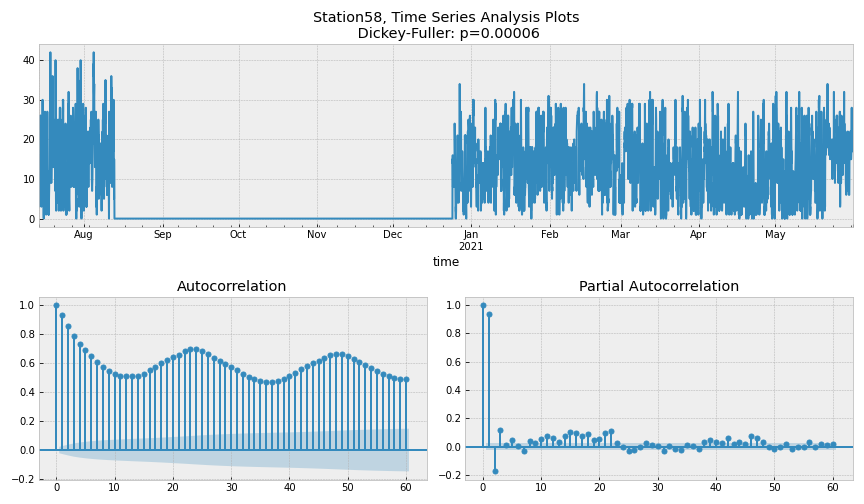 Station58, Time Series Analysis Plots
Dickey-Fuller: p=0.00006
40
30
20
10
0
Aug
Sep
Oct
Nov
Dec
Jan
2021
Feb
Mar
Apr
May
time
Autocorrelation
1.0
0.8
0.6
0.4
0.2
0.0
−0.2
0
10
20
30
40
50
60
Partial Autocorrelation
1.0
0.8
0.6
0.4
0.2
0.0
−0.2
0
10
20
30
40
50
60